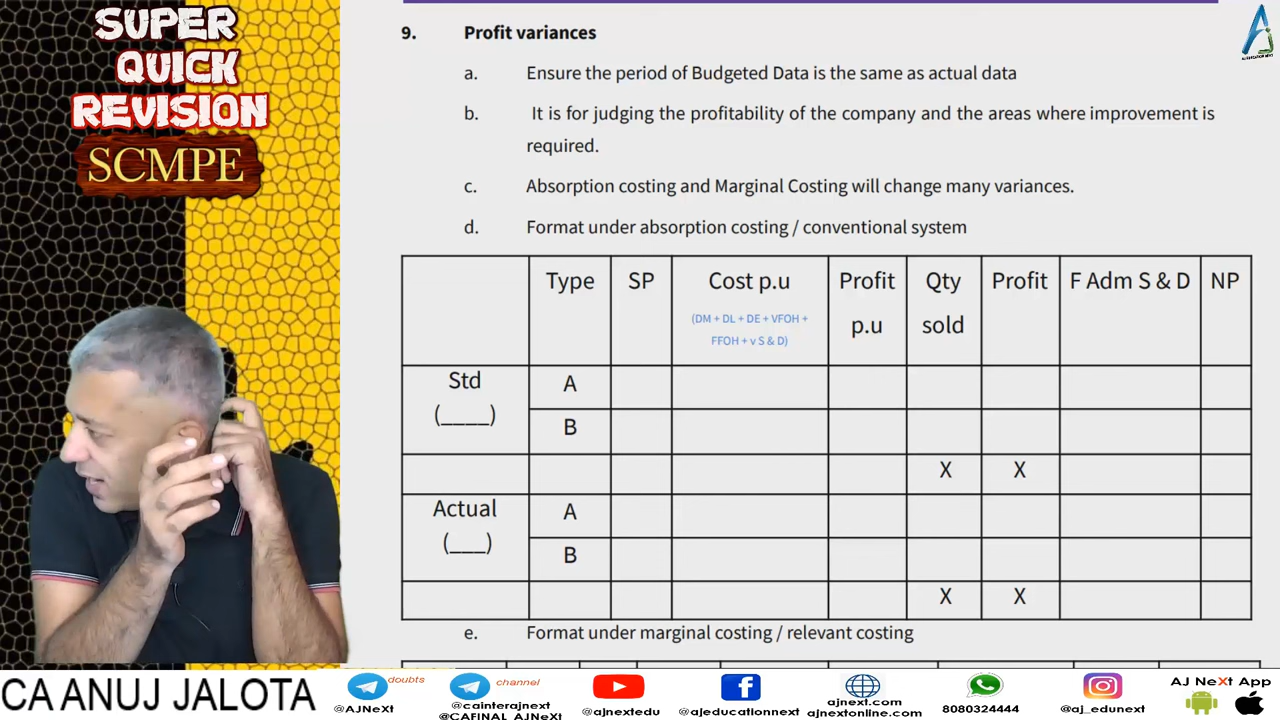 SUPER
QUICK
REVISION
SCMPE
9. Profit variances
a. Ensure the period of Budgeted Data is the same as actual data
b. It is for judging the profitability of the company and the areas where improvement is
required.
c. Absorption costing and Marginal Costing will change many variances.
d. Format under absorption costing / conventional system
Type SP Cost p.u Profit Qty Profit F Adm S & D NP
(DM + DL + DE + VFOH +
p.u sold
FFOH + v S & D)
Std A
(____) B
X X
Actual A
(___) B
X X
e. Format under marginal costing / relevant costing
CA ANUJ JALOTA
doubts
@AJNeXt
channel
@cainterajnext
@CAFINAL_AJNeXt
@ajnextedu
@ajeducationnext
ajnext.com
ajnextonline.com
8080324444
@aj_edunext
AJ NeXt App